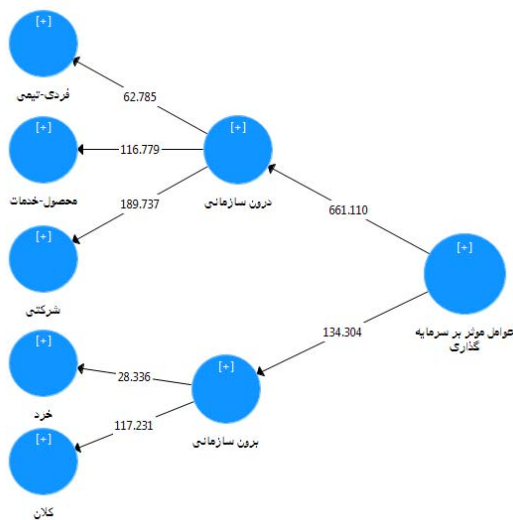 [+]
فردی-تیمی
62.785
[+]
116.779
محصول-خدمات
[+]
درون سازمانی
189.737
[+]
شرکتی
661.110
[+]
عوامل موثر بر سرمایه
گذاری
134.304
[+]
خرد
28.336
[+]
برون سازمانی
117.231
[+]
کلان